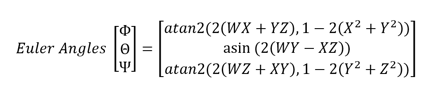 [atan2(2(WX + YZ), 1 − 2(X² + Y²))]
Euler Angles [Φ Θ Ψ] = [asin (2(WY − XZ))]
[atan2(2(WZ + XY), 1 − 2(Y² + Z²))]